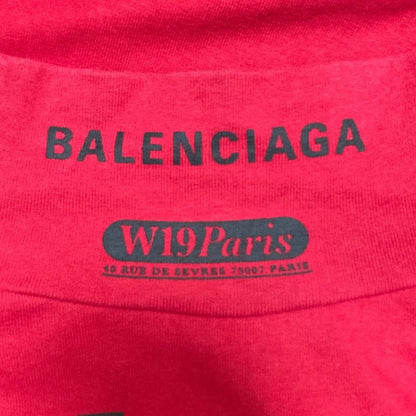 BALENCIAGA
W19Paris
40 RUE DE SEVRES 75007 PARIS